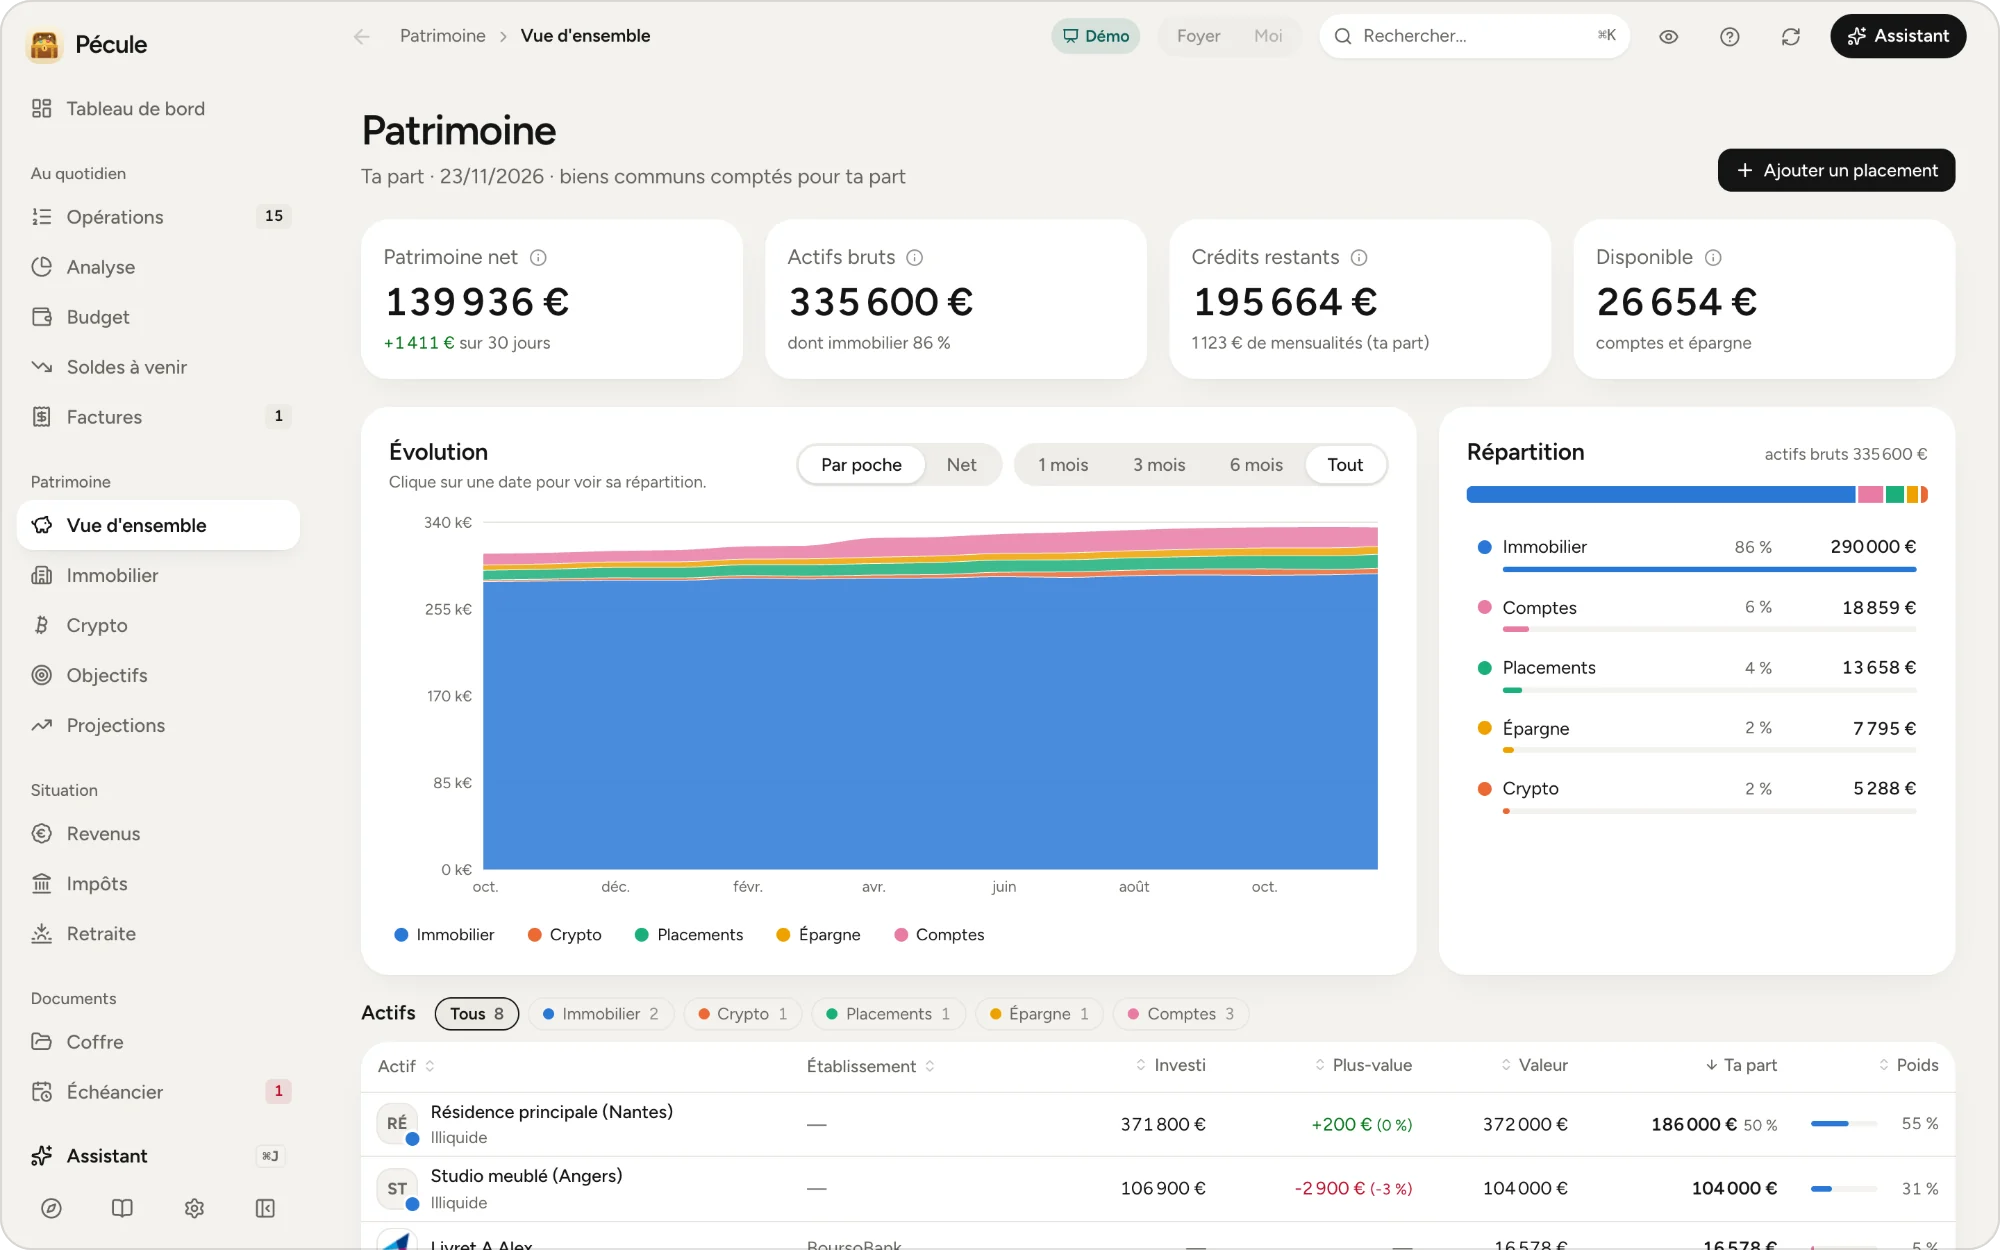 Pécule
Patrimoine
Vue d'ensemble
Démo
Foyer
Moi
Rechercher...
⌘K
Assistant
Tableau de bord
Au quotidien
Opérations
15
Analyse
Budget
Soldes à venir
Factures
1
Patrimoine
Vue d'ensemble
Immobilier
Crypto
Objectifs
Projections
Situation
Revenus
Impôts
Retraite
Documents
Coffre
Échéancier
1
Assistant
⌘J
Patrimoine
Ta part · 23/11/2026 · biens communs comptés pour ta part
Ajouter un placement
Patrimoine net
139 936 €
+1 411 € sur 30 jours
Actifs bruts
335 600 €
dont immobilier 86 %
Crédits restants
195 664 €
1 123 € de mensualités (ta part)
Disponible
26 654 €
comptes et épargne
Évolution
Clique sur une date pour voir sa répartition.
Par poche
Net
1 mois
3 mois
6 mois
Tout
340 k€
255 k€
170 k€
85 k€
0 k€
oct.
déc.
févr.
avr.
juin
août
oct.
Immobilier
Crypto
Placements
Épargne
Comptes
Répartition
actifs bruts 335 600 €
Immobilier 86 % 290 000 €
Comptes 6 % 18 859 €
Placements 4 % 13 658 €
Épargne 2 % 7 795 €
Crypto 2 % 5 288 €
Actifs
Tous 8
Immobilier 2
Crypto 1
Placements 1
Épargne 1
Comptes 3
Actif
Établissement
Investi
Plus-value
Valeur
Ta part
Poids
RÉ
Résidence principale (Nantes)
Illiquide
—
371 800 €
+200 € (0 %)
372 000 €
186 000 € 50 %
55 %
ST
Studio meublé (Angers)
Illiquide
—
106 900 €
-2 900 € (-3 %)
104 000 €
104 000 €
31 %
Livret A Alex
BoursoBank
—
—
16 578 €
16 578 €
5 %